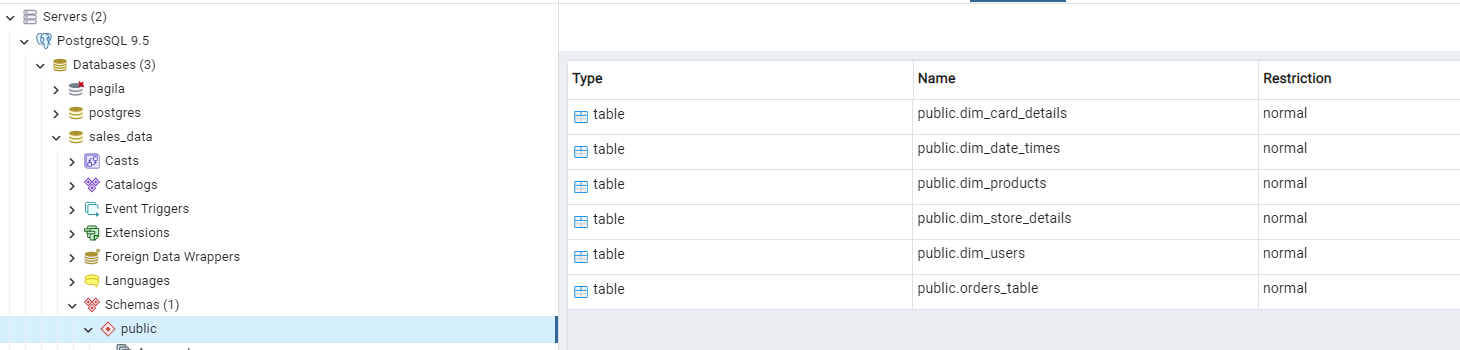 Servers (2)
PostgreSQL 9.5
Databases (3)
pagila
postgres
sales_data
Casts
Catalogs
Event Triggers
Extensions
Foreign Data Wrappers
Languages
Schemas (1)
public
Type Name Restriction
table public.dim_card_details normal
table public.dim_date_times normal
table public.dim_products normal
table public.dim_store_details normal
table public.dim_users normal
table public.orders_table normal